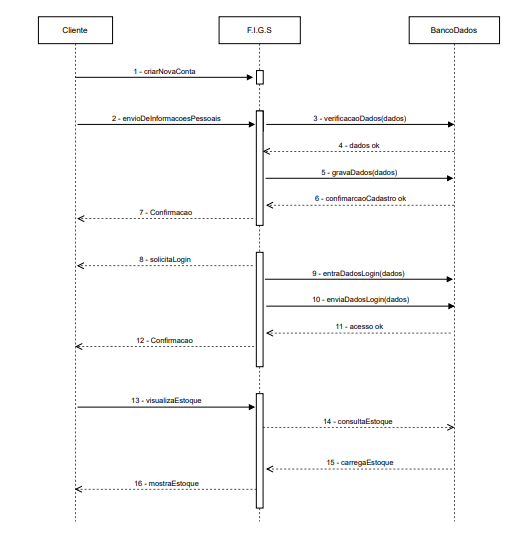 Cliente
F.I.G.S
BancoDados
1 - criarNovaConta
2 - envioDeInformacoesPessoais
3 - verificacaoDados(dados)
4 - dados ok
5 - gravaDados(dados)
6 - confimarcaoCadastro ok
7 - Confirmacao
8 - solicitaLogin
9 - entraDadosLogin(dados)
10 - enviaDadosLogin(dados)
11 - acesso ok
12 - Confirmacao
13 - visualizaEstoque
14 - consultaEstoque
15 - carregaEstoque
16 - mostraEstoque